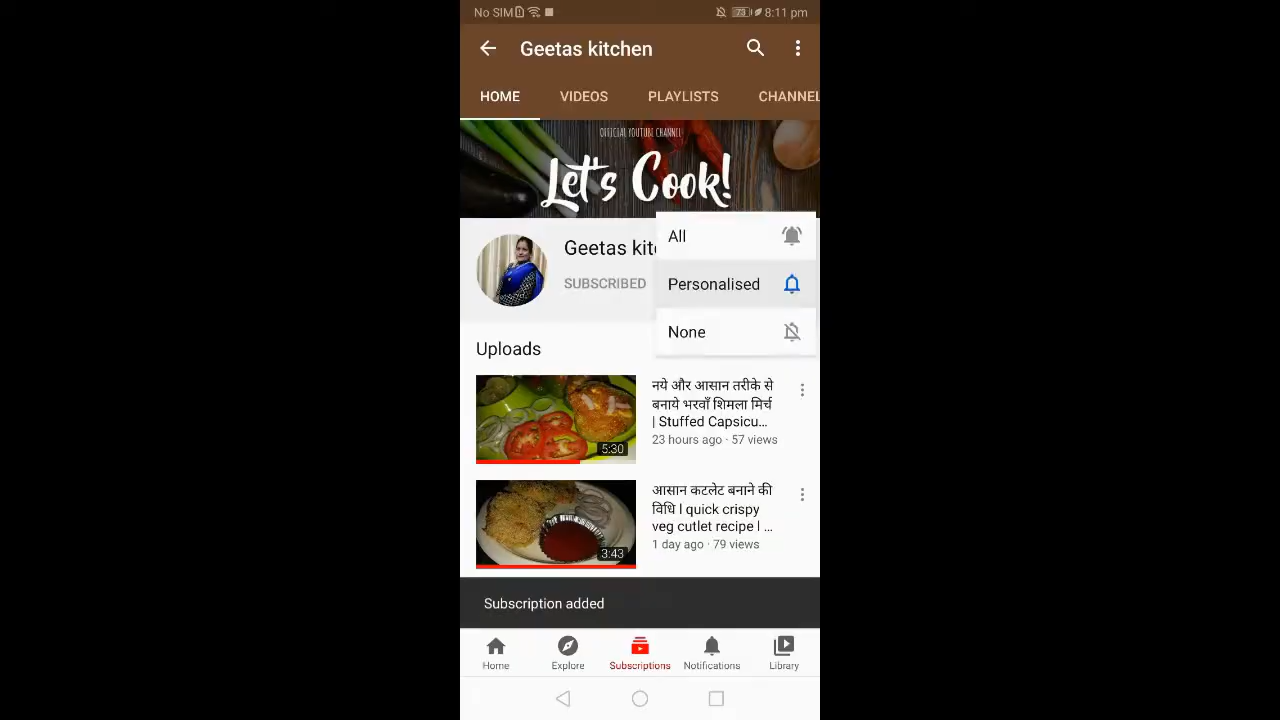 No SIM 73 8:11 pm
Geetas kitchen
HOME VIDEOS PLAYLISTS CHANNEL
OFFICIAL YOUTUBE CHANNEL
Let's Cook!
Geetas kit
SUBSCRIBED
All
Personalised
None
Uploads
नये और आसान तरीके से
बनाये भरवाँ शिमला मिर्च
| Stuffed Capsicu...
23 hours ago · 57 views
5:30
आसान कटलेट बनाने की
विधि l quick crispy
veg cutlet recipe l ...
1 day ago · 79 views
3:43
Subscription added
Home Explore Subscriptions Notifications Library